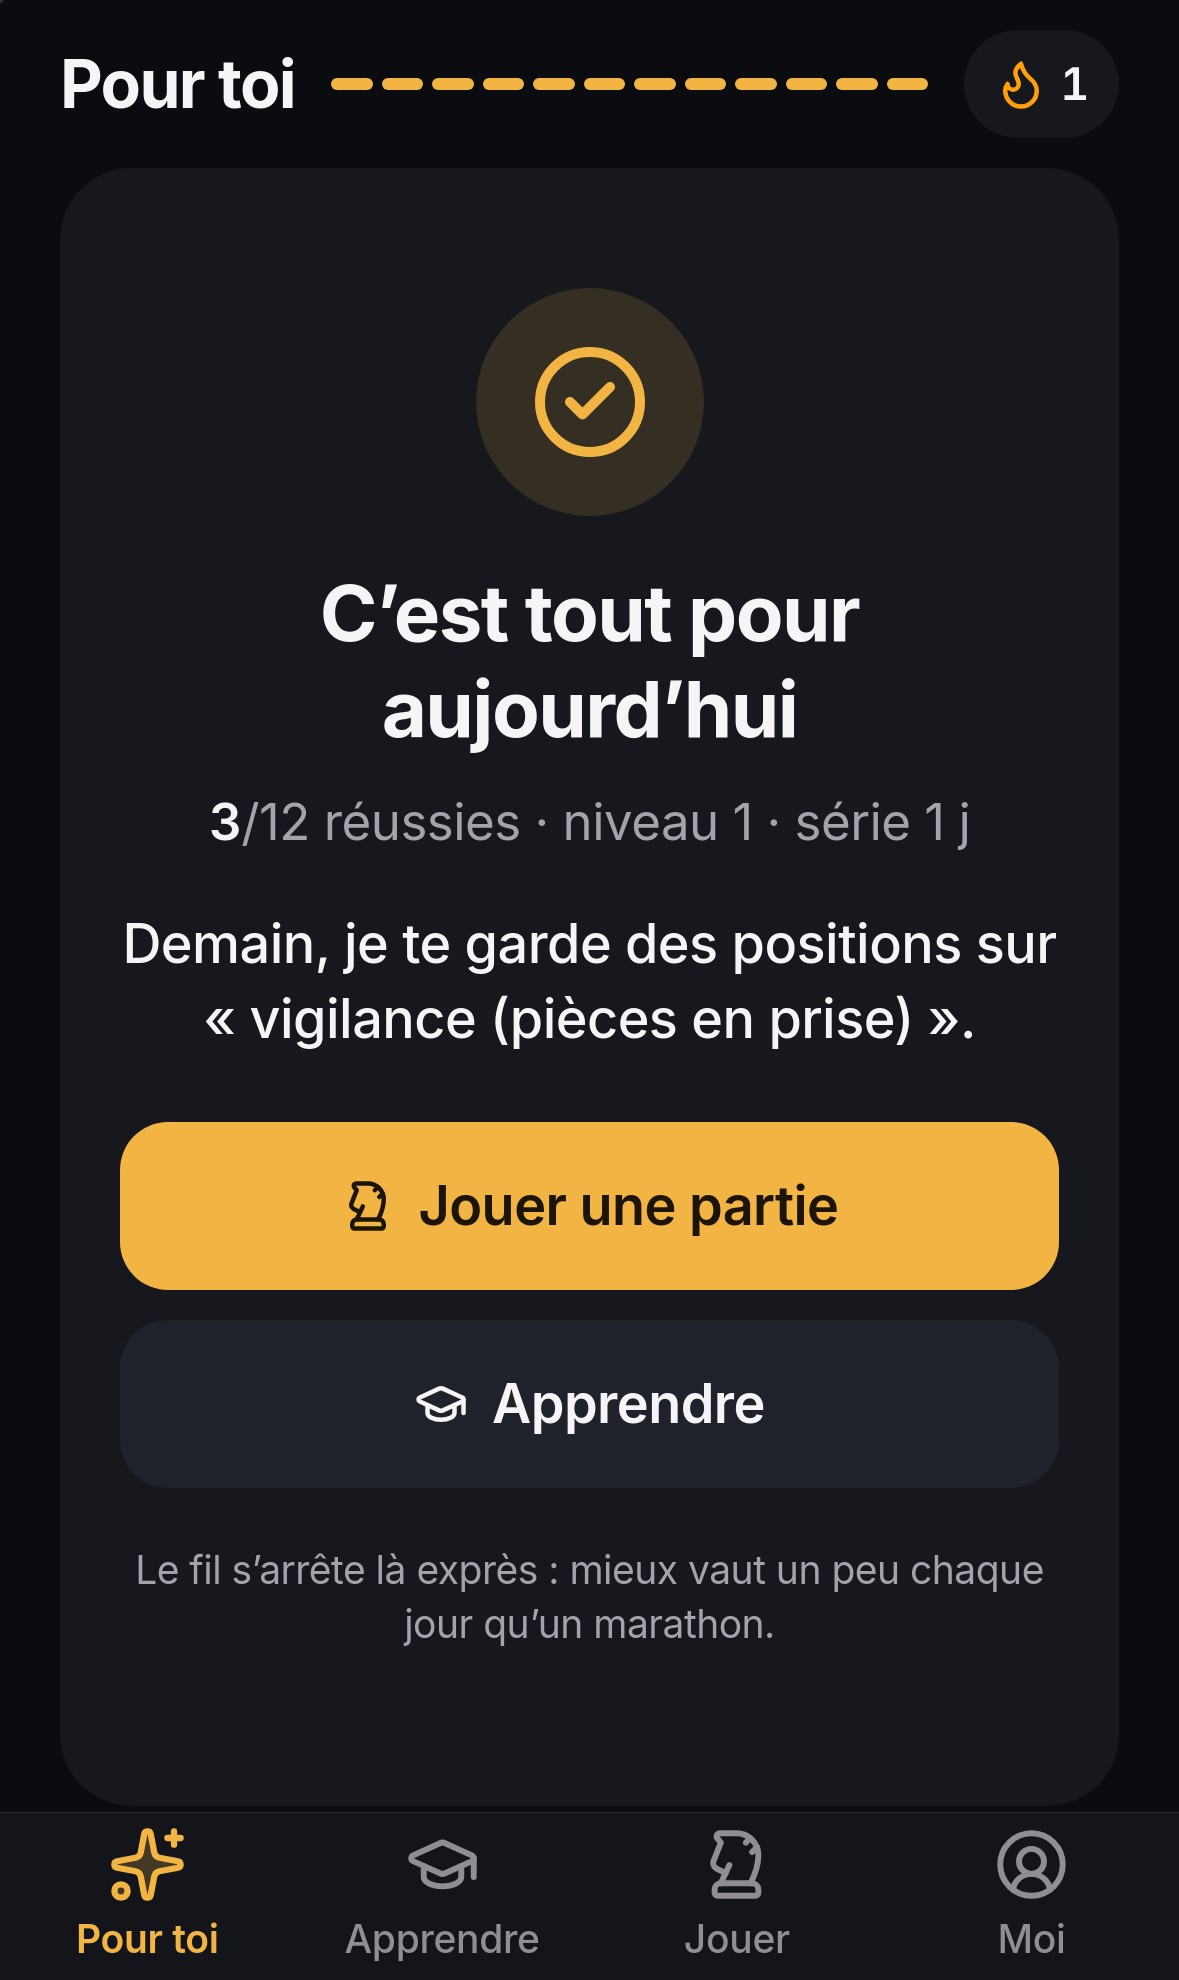 Pour toi
1
C’est tout pour
aujourd’hui
3/12 réussies · niveau 1 · série 1 j
Demain, je te garde des positions sur
« vigilance (pièces en prise) ».
Jouer une partie
Apprendre
Le fil s’arrête là exprès : mieux vaut un peu chaque
jour qu’un marathon.
Pour toi
Apprendre
Jouer
Moi